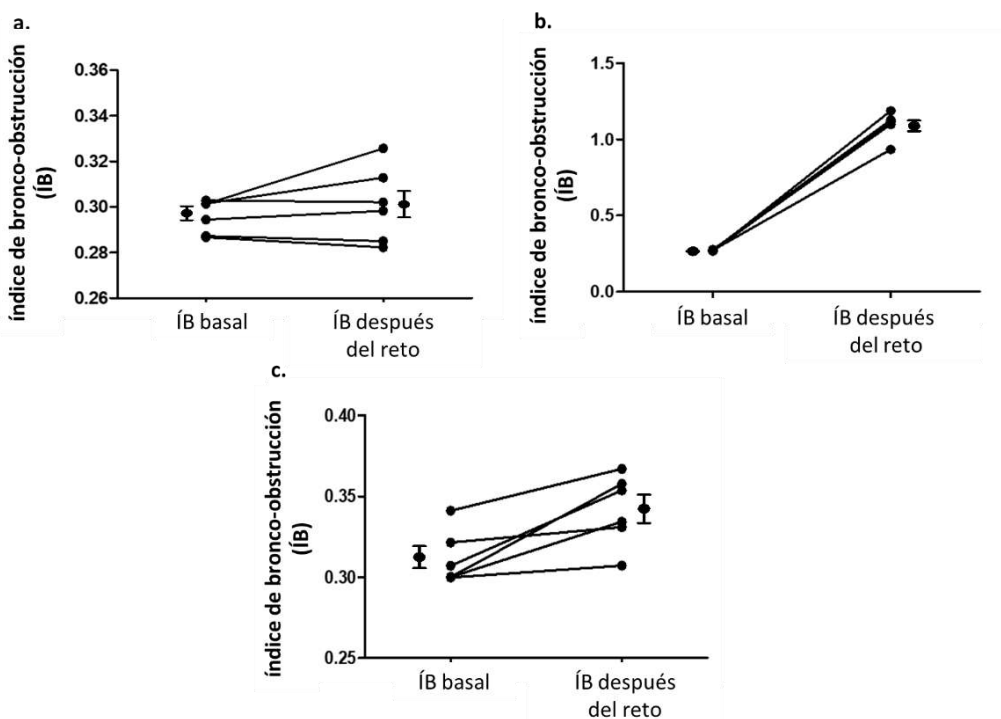 a.
índice de bronco-obstrucción
(ÍB)
0.36
0.34
0.32
0.30
0.28
0.26
ÍB basal
ÍB después
del reto
b.
índice de bronco-obstrucción
(ÍB)
1.5
1.0
0.5
0.0
ÍB basal
ÍB después
del reto
c.
índice de bronco-obstrucción
(ÍB)
0.40
0.35
0.30
0.25
ÍB basal
ÍB después
del reto